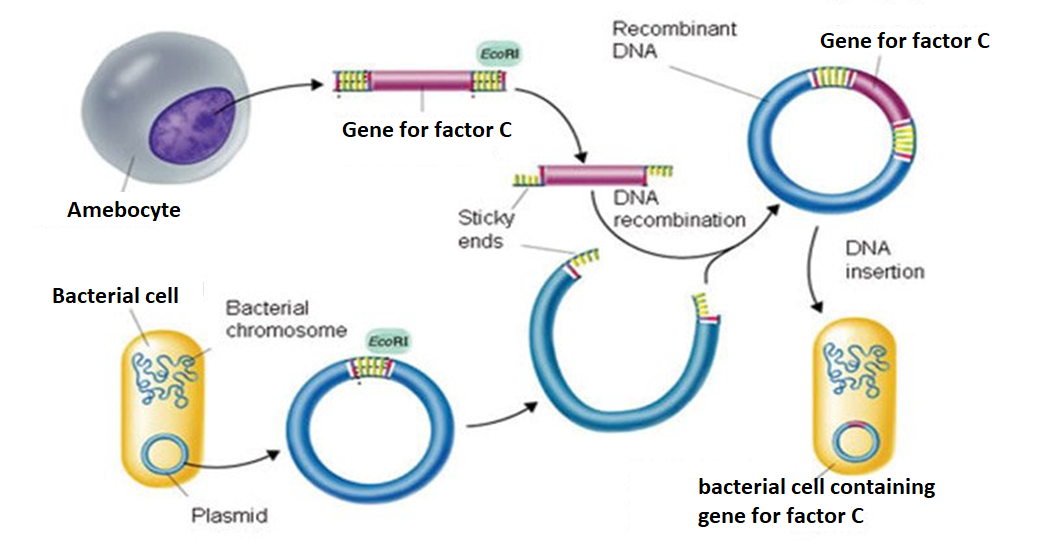 Recombinant
DNA
Gene for factor C
EcoRI
Gene for factor C
Amebocyte
Sticky
ends
DNA
recombination
DNA
insertion
Bacterial cell
Bacterial
chromosome
EcoRI
Plasmid
bacterial cell containing
gene for factor C